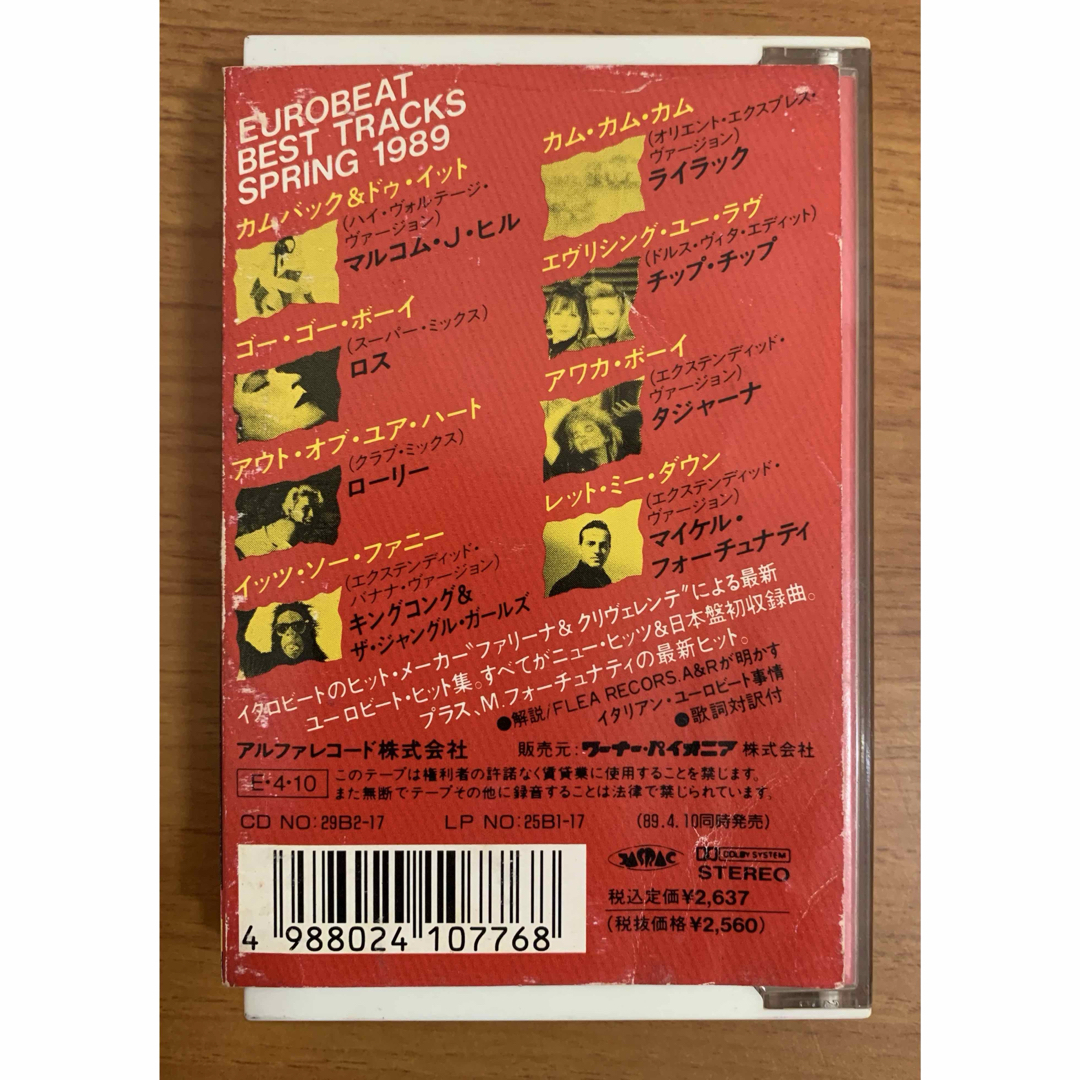 EUROBEAT
BEST TRACKS
SPRING 1989
カムバック&ドゥ・イット
(ハイ・ヴォルテージ・
ヴァージョン)
マルコム・J・ヒル
ゴー・ゴー・ボーイ
(スーパー・ミックス)
ロス
アウト・オブ・ユア・ハート
(クラブ・ミックス)
ローリー
イッツ・ソー・ファニー
(エクステンディッド・
バナナ・ヴァージョン)
キングコング&
ザ・ジャングル・ガールズ
カム・カム・カム
(オリエント・エクスプレス・
ヴァージョン)
ライラック
エヴリシング・ユー・ラヴ
(ドルス・ヴィタ・エディット)
チップ・チップ
アワカ・ボーイ
(エクステンディッド・
ヴァージョン)
タジャーナ
レット・ミー・ダウン
(エクステンディッド・
ヴァージョン)
マイケル・
フォーチュナティ
イタロビートのヒット・メーカー“ファリーナ&クリヴェレンテ”による最新
ユーロビート・ヒット集。すべてがニュー・ヒッツ&日本盤初収録曲。
プラス、M.フォーチュナティの最新ヒット。
●解説/FLEA RECORS.A&Rが明かす
イタリアン・ユーロビート事情
●歌詞対訳付
アルファレコード株式会社 販売元:ワーナー・パイオニア株式会社
E・4・10 このテープは権利者の許諾なく賃貸業に使用することを禁じます。
また無断でテープその他に録音することは法律で禁じられています。
CD NO:29B2-17 LP NO:25B1-17 (89.4.10同時発売)
JASRAC DOLBY SYSTEM
STEREO
税込定価¥2,637
(税抜価格¥2,560)
4 988024 107768